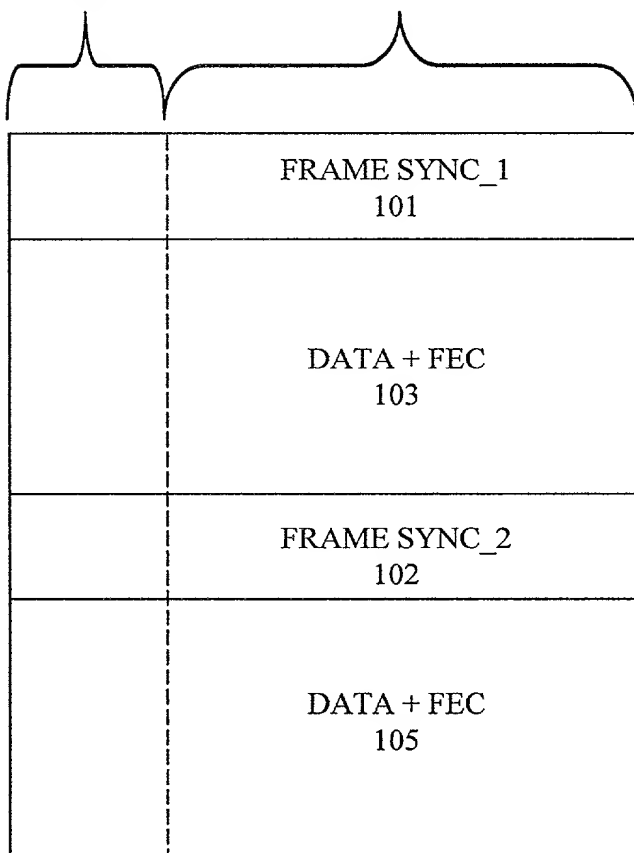 FRAME SYNC_1
101
DATA + FEC
103
FRAME SYNC_2
102
DATA + FEC
105